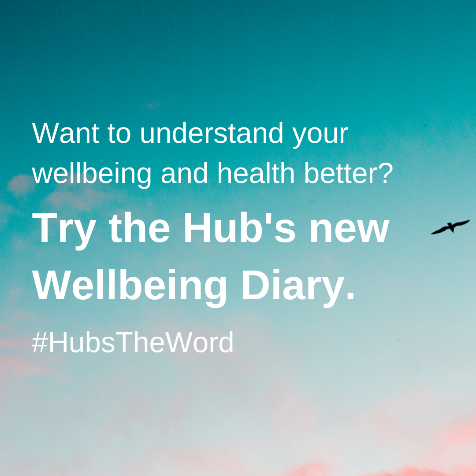 Want to understand your
wellbeing and health better?
Try the Hub's new
Wellbeing Diary.
#HubsTheWord